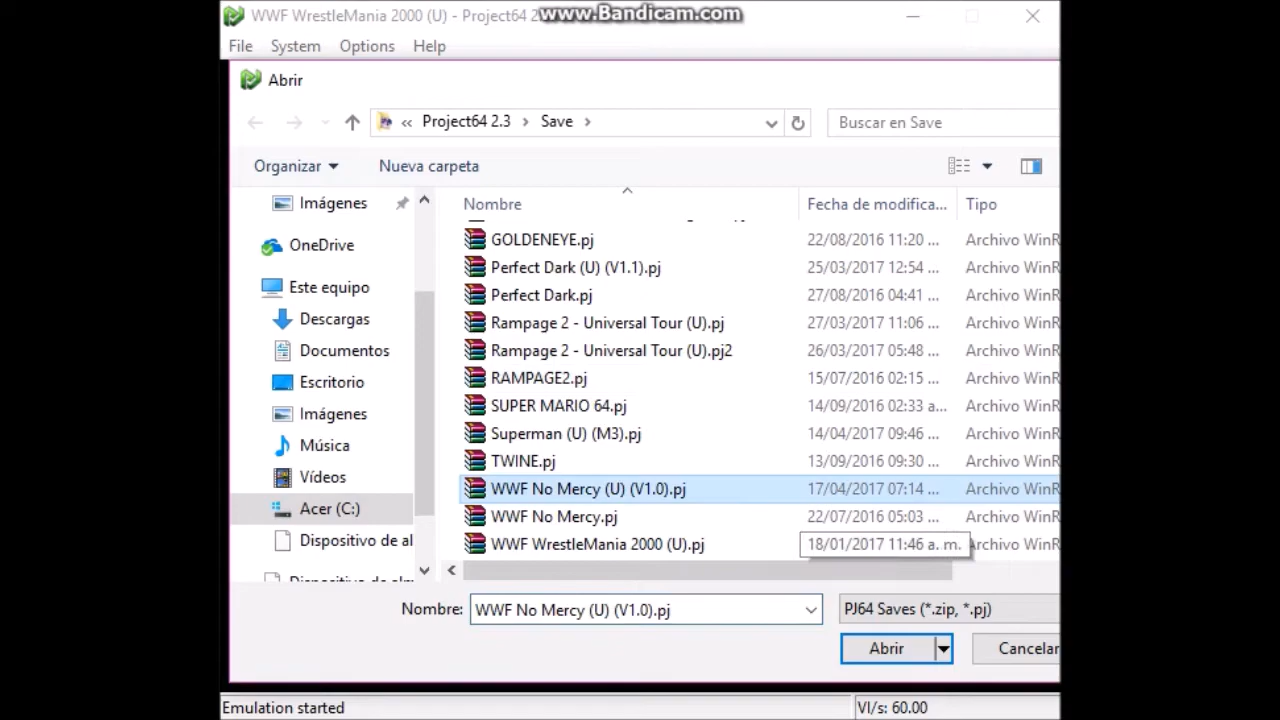 WWF WrestleMania 2000 (U) - Project64 2
www.Bandicam.com
File System Options Help
Abrir
« Project64 2.3 › Save ›
Buscar en Save
Organizar
Nueva carpeta
Nombre Fecha de modifica... Tipo
Imágenes
OneDrive
Este equipo
Descargas
Documentos
Escritorio
Imágenes
Música
Vídeos
Acer (C:)
Dispositivo de al
GOLDENEYE.pj 22/08/2016 11:20 ... Archivo WinR
Perfect Dark (U) (V1.1).pj 25/03/2017 12:54 ... Archivo WinR
Perfect Dark.pj 27/08/2016 04:41 ... Archivo WinR
Rampage 2 - Universal Tour (U).pj 27/03/2017 11:06 ... Archivo WinR
Rampage 2 - Universal Tour (U).pj2 26/03/2017 05:48 ... Archivo WinR
RAMPAGE2.pj 15/07/2016 02:15 ... Archivo WinR
SUPER MARIO 64.pj 14/09/2016 02:33 a... Archivo WinR
Superman (U) (M3).pj 14/04/2017 09:46 ... Archivo WinR
TWINE.pj 13/09/2016 09:30 ... Archivo WinR
WWF No Mercy (U) (V1.0).pj 17/04/2017 07:14 ... Archivo WinR
WWF No Mercy.pj 22/07/2016 05:03 ... Archivo WinR
WWF WrestleMania 2000 (U).pj 18/01/2017 11:46 a. m. Archivo WinR
Nombre: WWF No Mercy (U) (V1.0).pj
PJ64 Saves (*.zip, *.pj)
Abrir
Cancelar
Emulation started
VI/s: 60.00